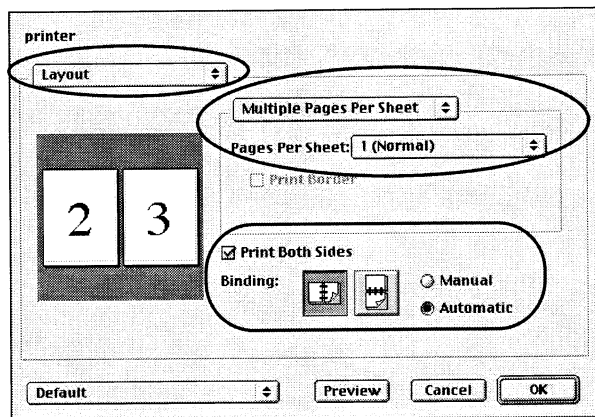 printer
Layout
Multiple Pages Per Sheet
Pages Per Sheet: 1 (Normal)
Print Border
2 3
Print Both Sides
Binding:
Manual
Automatic
Default
Preview
Cancel
OK